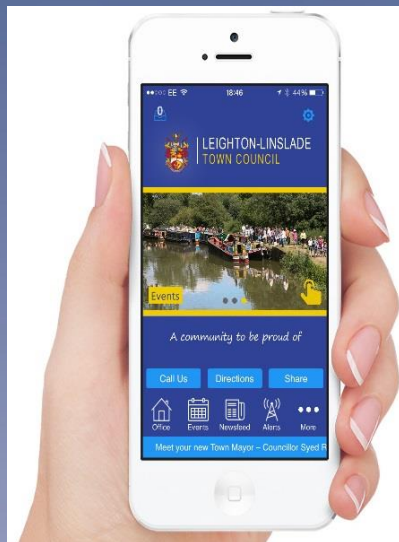 EE 18:46 44%
0
LEIGHTON-LINSLADE
TOWN COUNCIL
Events
A community to be proud of
Call Us Directions Share
Office Events Newsfeed Alerts More
Meet your new Town Mayor – Councillor Syed R